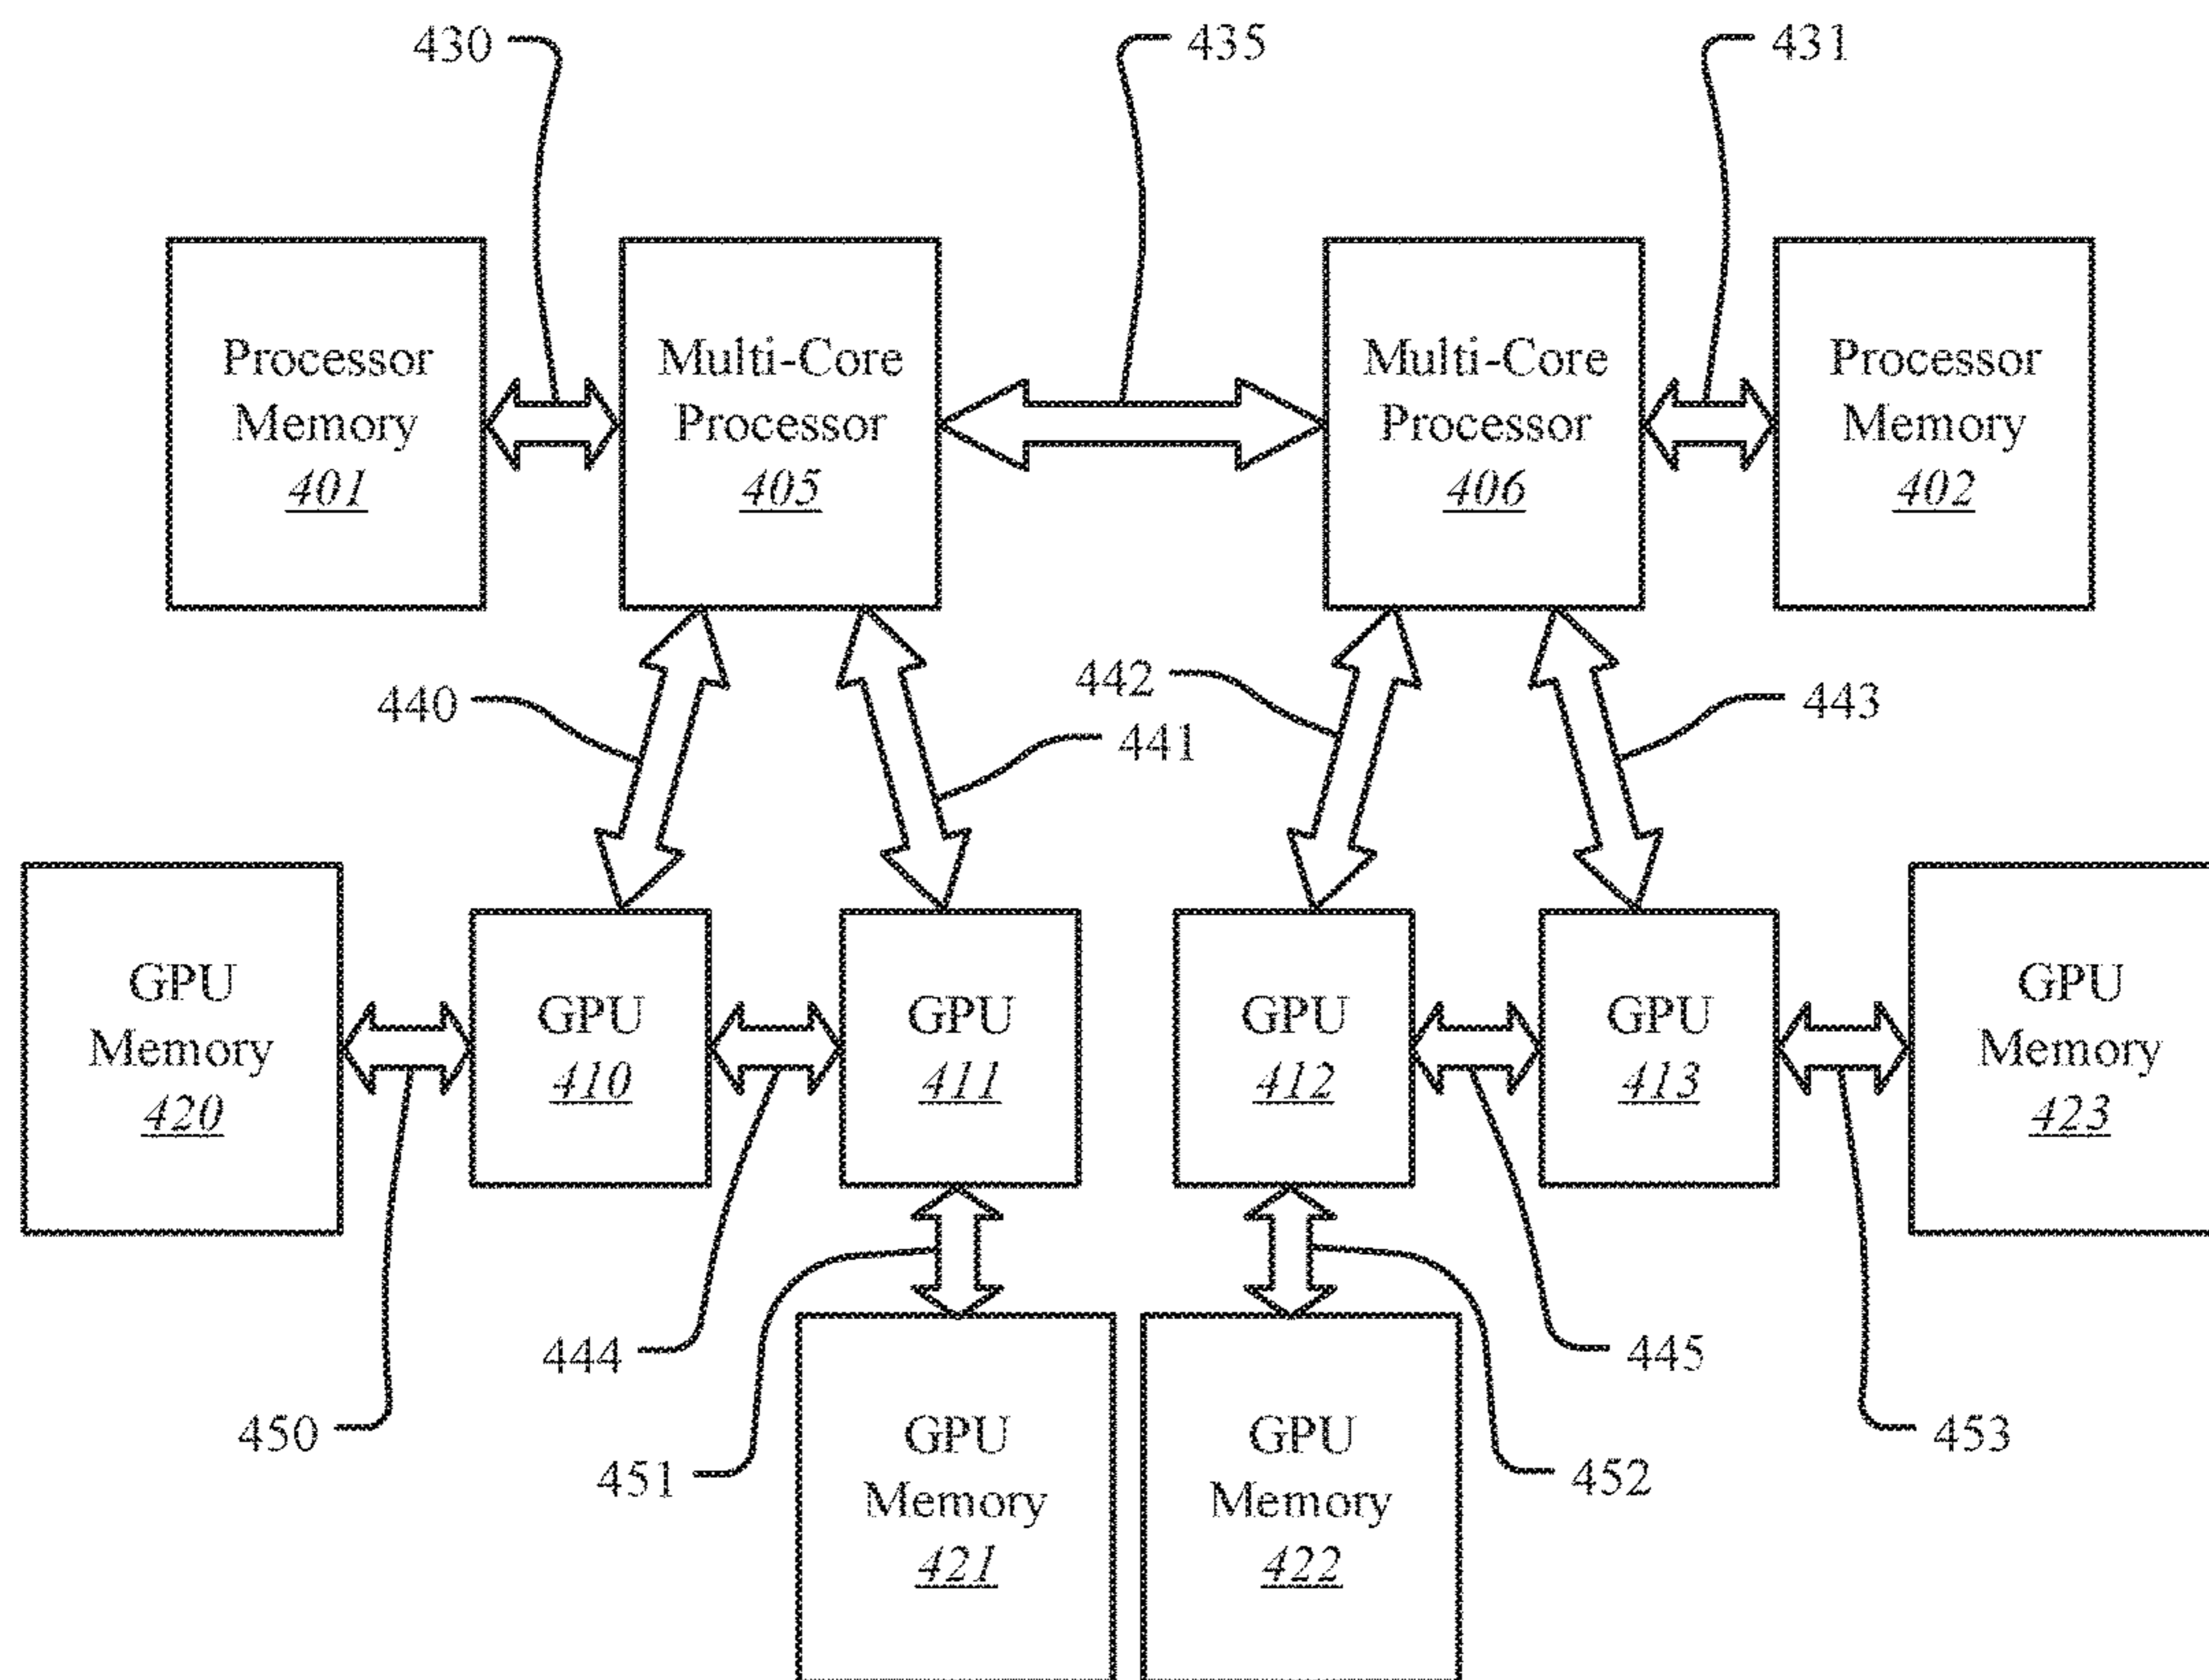 430
435
431
Processor
Memory
401
Multi-Core
Processor
405
Multi-Core
Processor
406
Processor
Memory
402
440
441
442
443
GPU
Memory
420
GPU
410
GPU
411
GPU
412
GPU
413
GPU
Memory
423
450
444
451
445
452
453
GPU
Memory
421
GPU
Memory
422